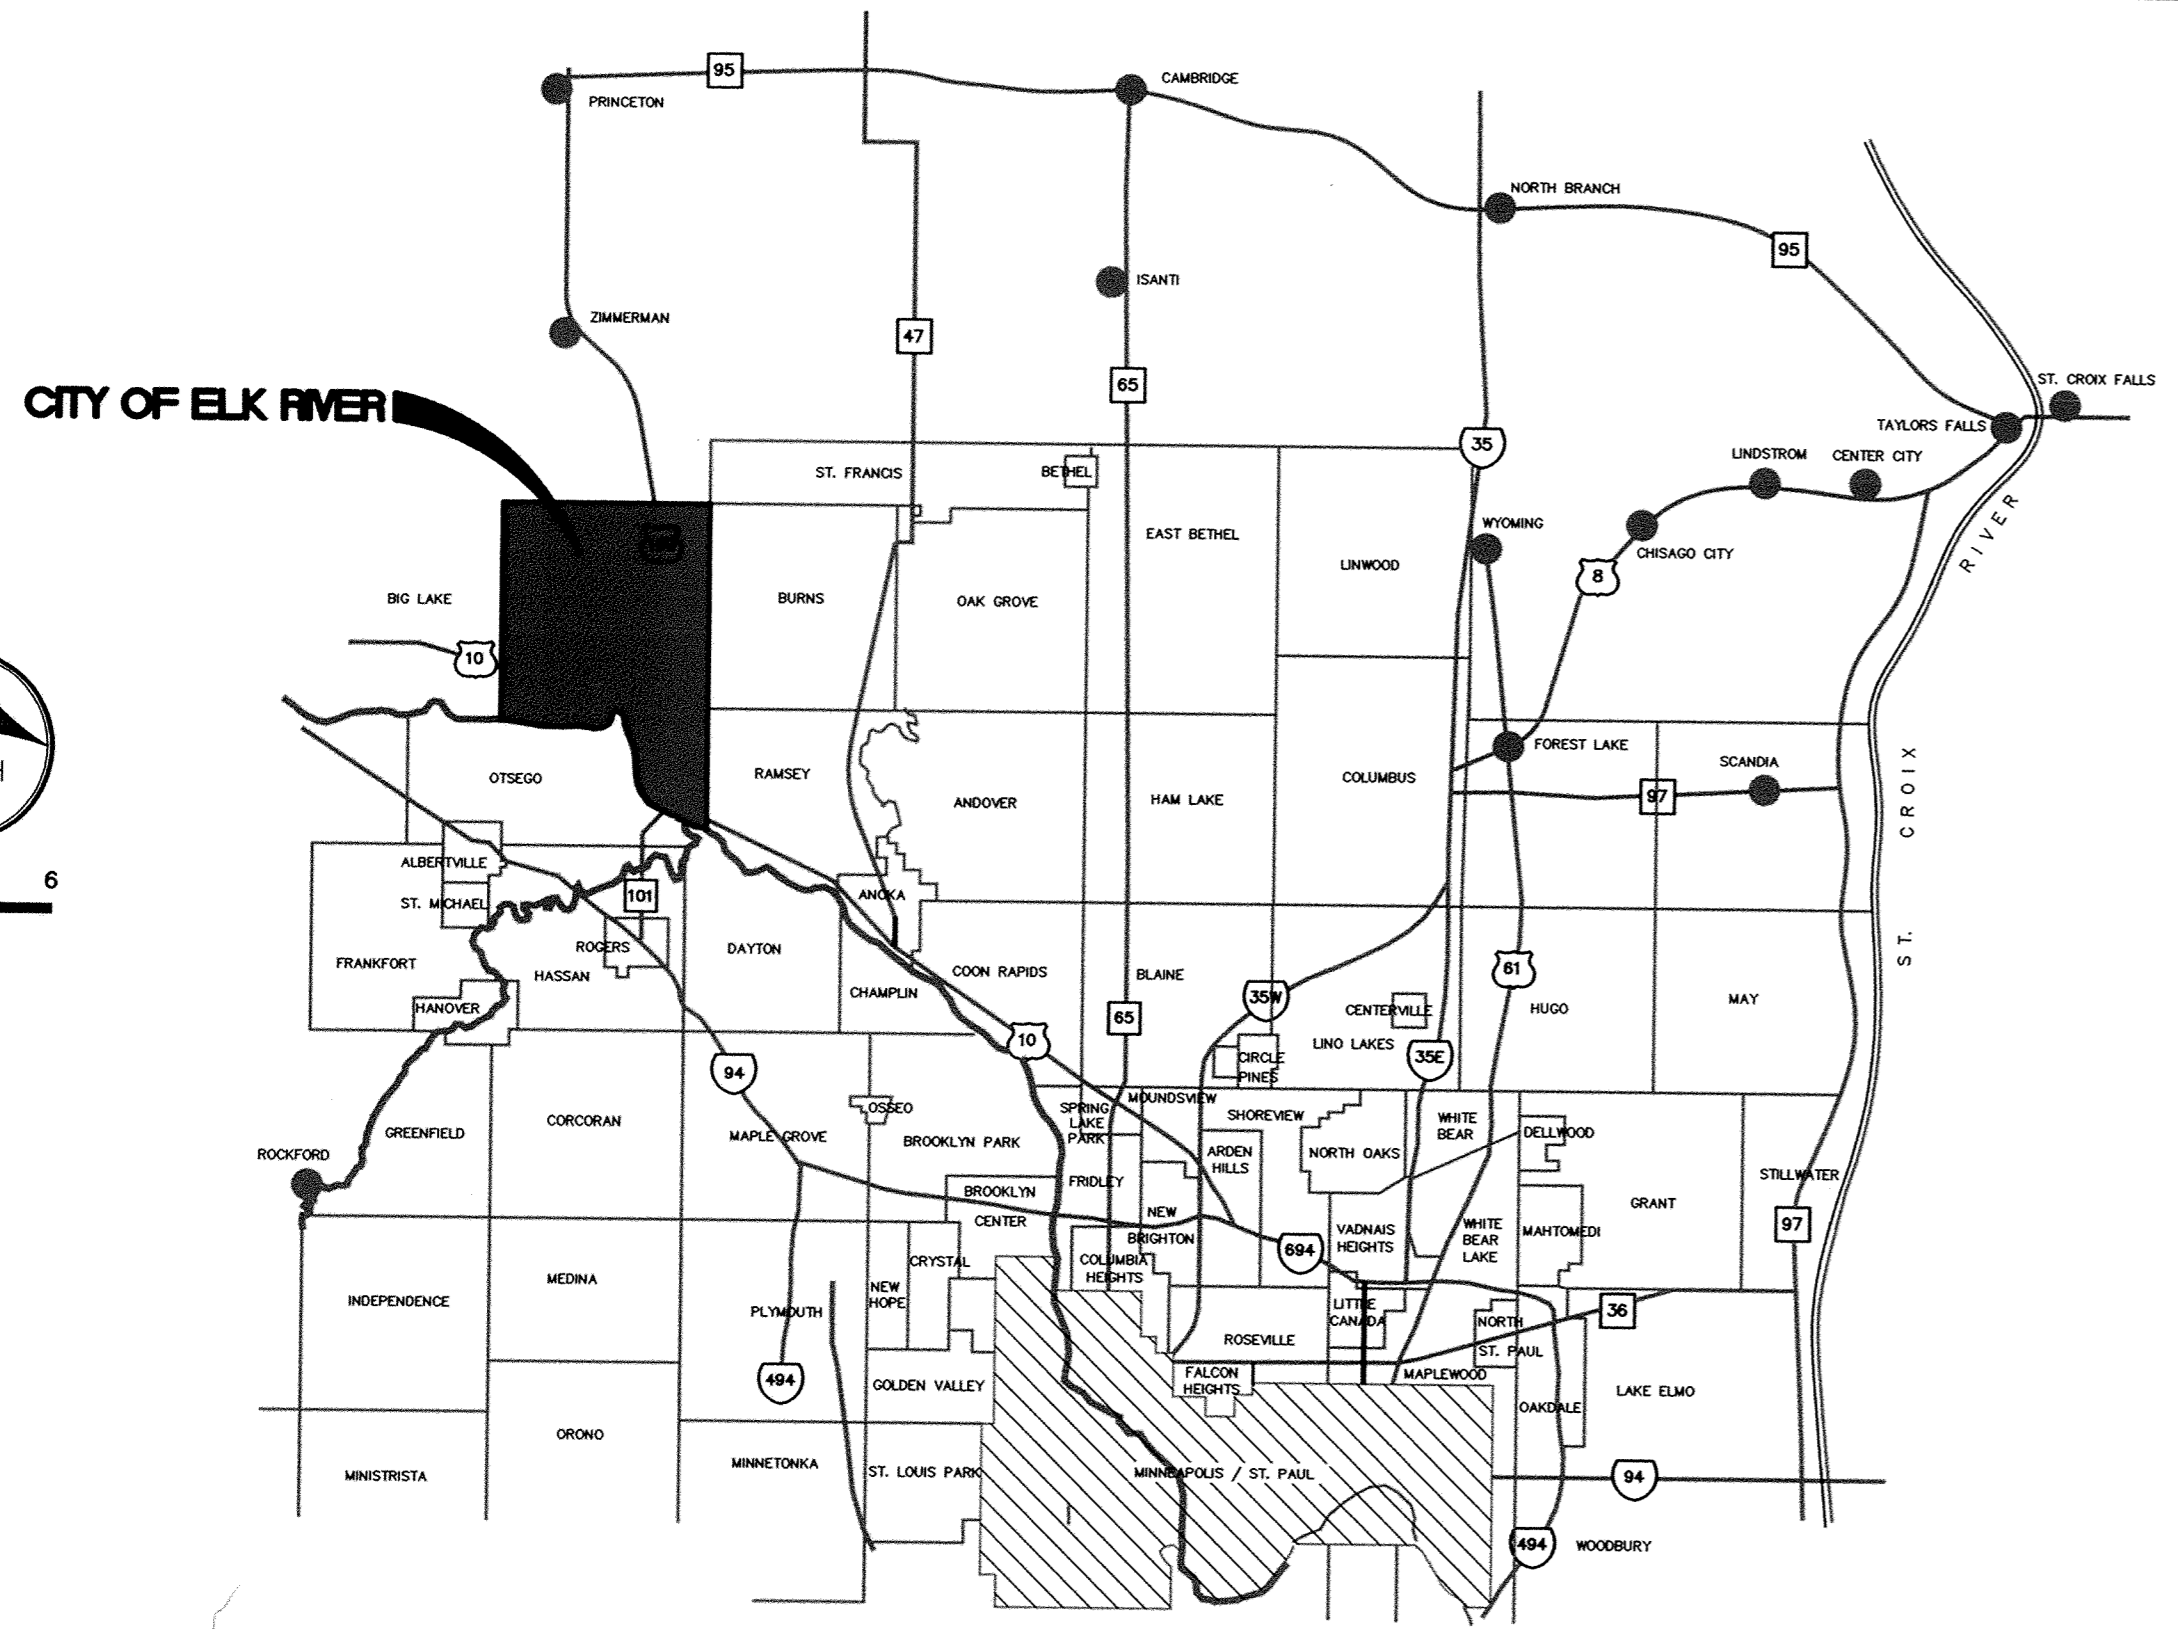 95
CAMBRIDGE
PRINCETON
NORTH BRANCH
95
ISANTI
ZIMMERMAN
47
65
ST. CROIX FALLS
CITY OF ELK RIVER
TAYLORS FALLS
35
LINDSTROM
CENTER CITY
ST. FRANCIS
BETHEL
WYOMING
RIVER
EAST BETHEL
CHISAGO CITY
LINWOOD
8
BIG LAKE
BURNS
OAK GROVE
10
FOREST LAKE
SCANDIA
OTSEGO
RAMSEY
COLUMBUS
ANDOVER
HAM LAKE
97
ST. CROIX
6
ALBERTVILLE
101
ANOKA
ST. MICHAEL
ROGERS
DAYTON
FRANKFORT
HASSAN
COON RAPIDS
BLAINE
61
CHAMPLIN
35W
MAY
HANOVER
CENTERVILLE
HUGO
65
10
LINO LAKES
CIRCLE
PINES
35E
94
MOUNDSVIEW
OSSEO
SPRING
LAKE
PARK
SHOREVIEW
WHITE
BEAR
CORCORAN
GREENFIELD
MAPLE GROVE
BROOKLYN PARK
DELLWOOD
ROCKFORD
ARDEN
HILLS
NORTH OAKS
STILLWATER
FRIDLEY
BROOKLYN
CENTER
GRANT
NEW
BRIGHTON
VADNAIS
HEIGHTS
WHITE
BEAR
LAKE
MAHTOMEDI
97
694
CRYSTAL
COLUMBIA
HEIGHTS
MEDINA
NEW
HOPE
INDEPENDENCE
PLYMOUTH
LITTLE
CANADA
36
NORTH
ST. PAUL
ROSEVILLE
494
GOLDEN VALLEY
FALCON
HEIGHTS
MAPLEWOOD
LAKE ELMO
OAKDALE
ORONO
MINISTRISTA
MINNETONKA
ST. LOUIS PARK
MINNEAPOLIS / ST. PAUL
94
494
WOODBURY